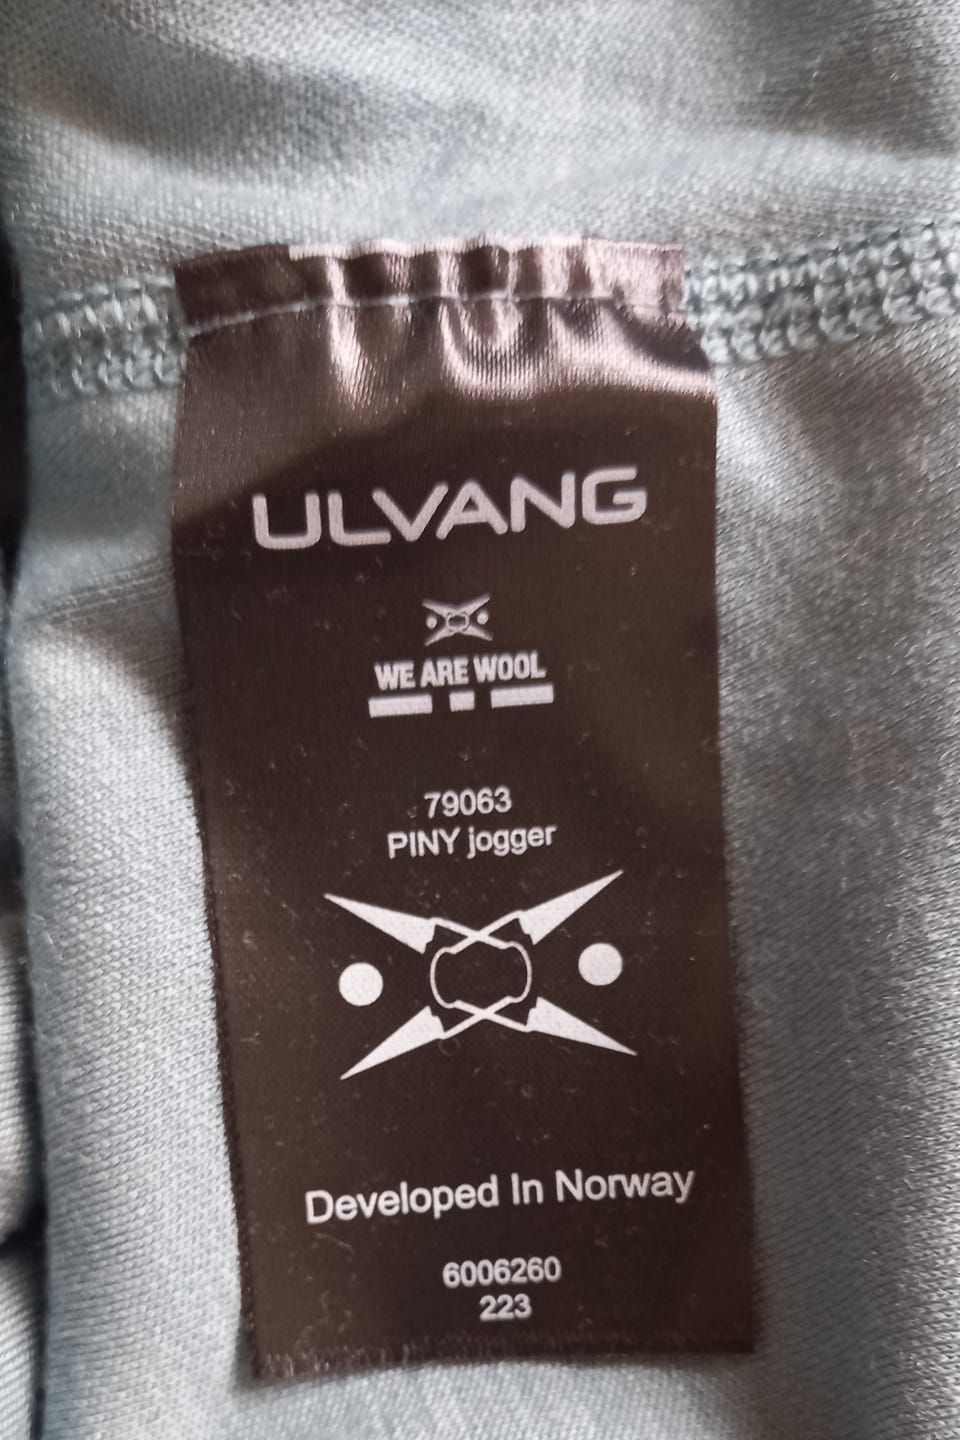 ULVANG
WE ARE WOOL
79063
PINY jogger
Developed In Norway
6006260
223